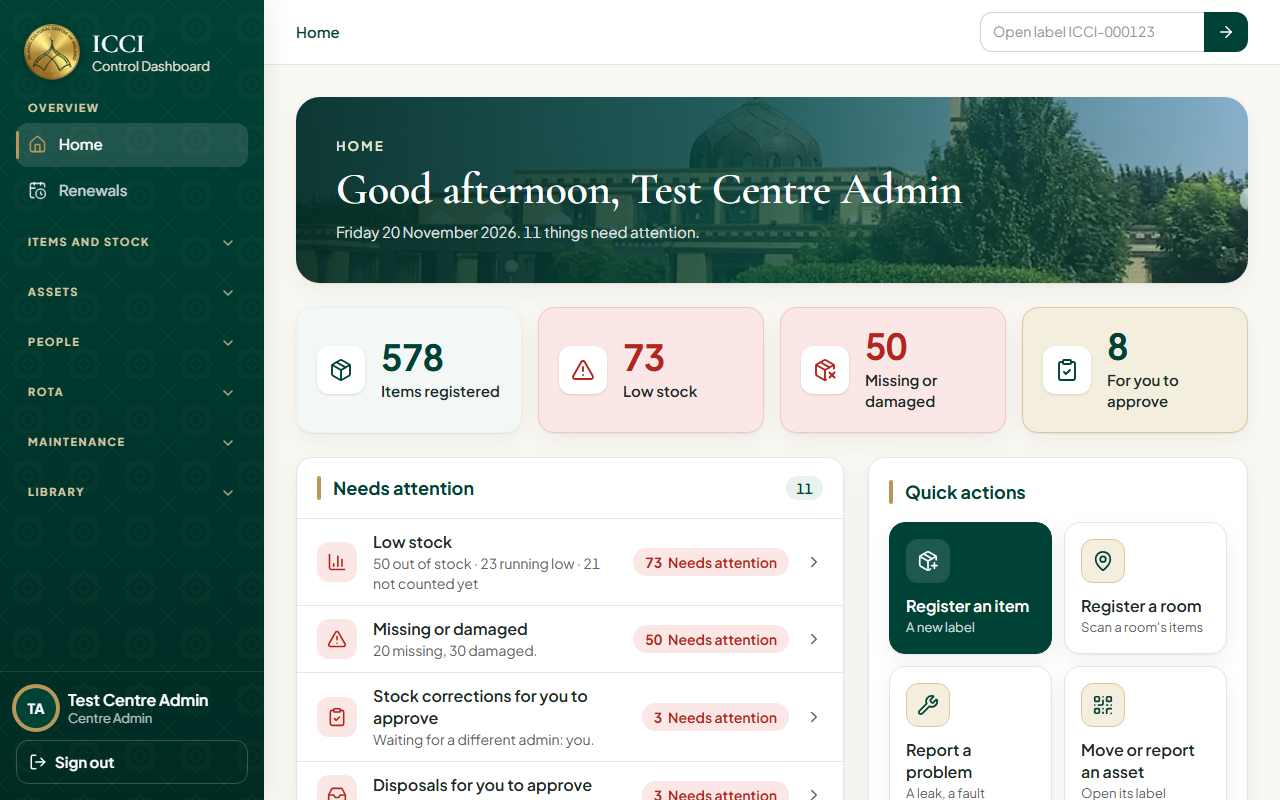 ICCI
Control Dashboard
OVERVIEW
Home
Renewals
ITEMS AND STOCK
ASSETS
PEOPLE
ROTA
MAINTENANCE
LIBRARY
TA
Test Centre Admin
Centre Admin
Sign out
Home
Open label ICCI-000123
HOME
Good afternoon, Test Centre Admin
Friday 20 November 2026. 11 things need attention.
578
Items registered
73
Low stock
50
Missing or
damaged
8
For you to
approve
Needs attention
11
Low stock
50 out of stock · 23 running low · 21
not counted yet
73 Needs attention
Missing or damaged
20 missing, 30 damaged.
50 Needs attention
Stock corrections for you to
approve
Waiting for a different admin: you.
3 Needs attention
Disposals for you to approve
3 Needs attention
Quick actions
Register an item
A new label
Register a room
Scan a room's items
Report a
problem
A leak, a fault
Move or report
an asset
Open its label